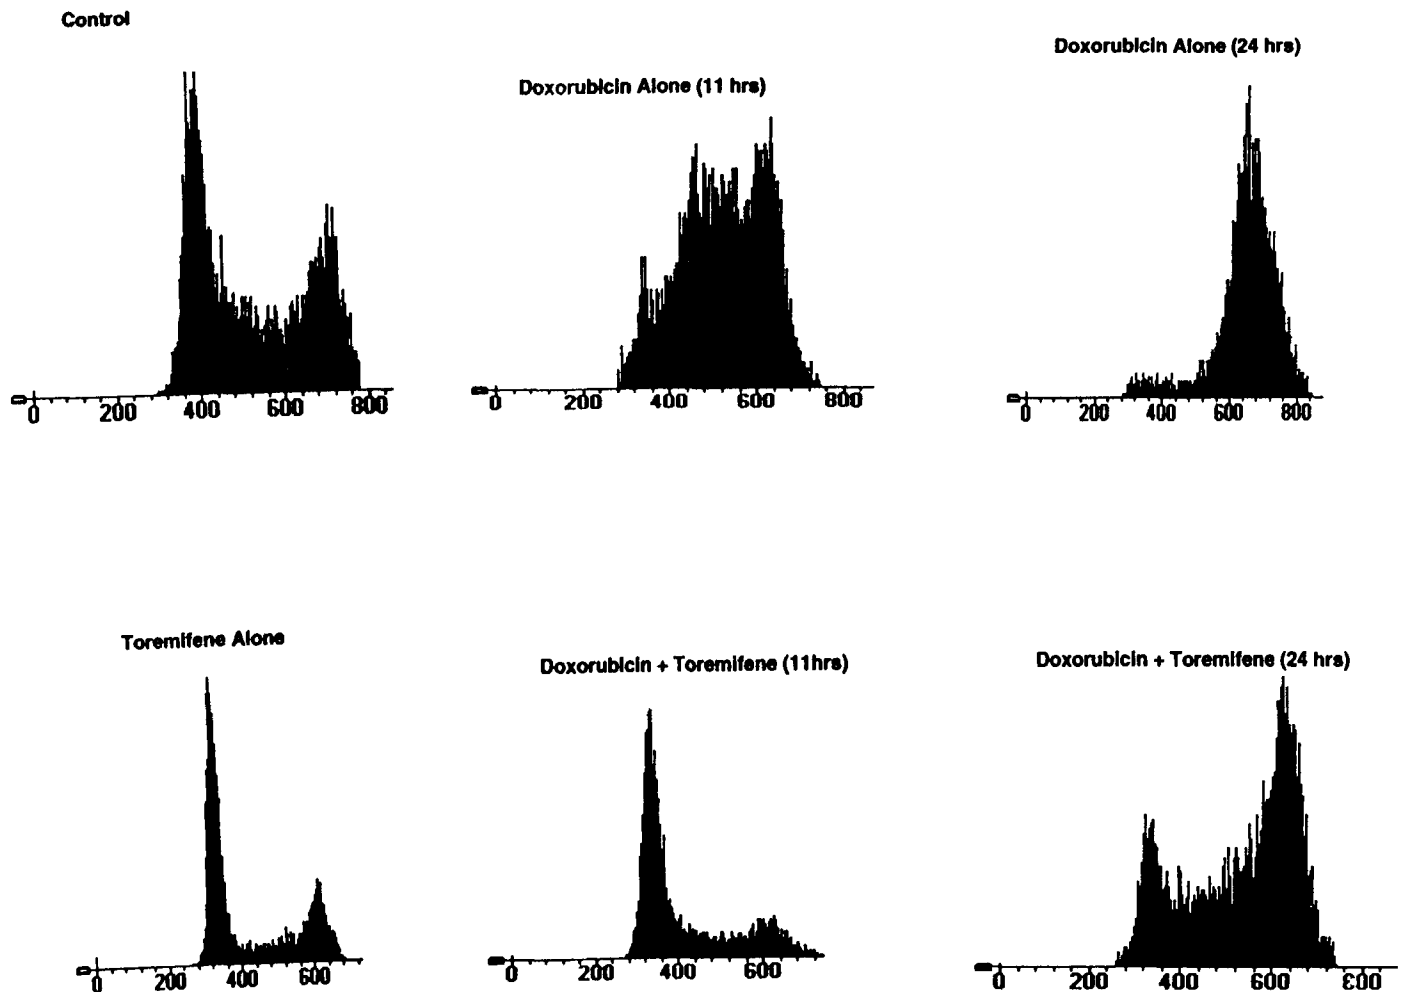 Control
Doxorubicin Alone (11 hrs)
Doxorubicin Alone (24 hrs)
0 200 400 600 800
0 200 400 600 800
0 200 400 600 800
Toremifene Alone
Doxorubicin + Toremifene (11hrs)
Doxorubicin + Toremifene (24 hrs)
0 200 400 600
0 200 400 600
0 200 400 600 800